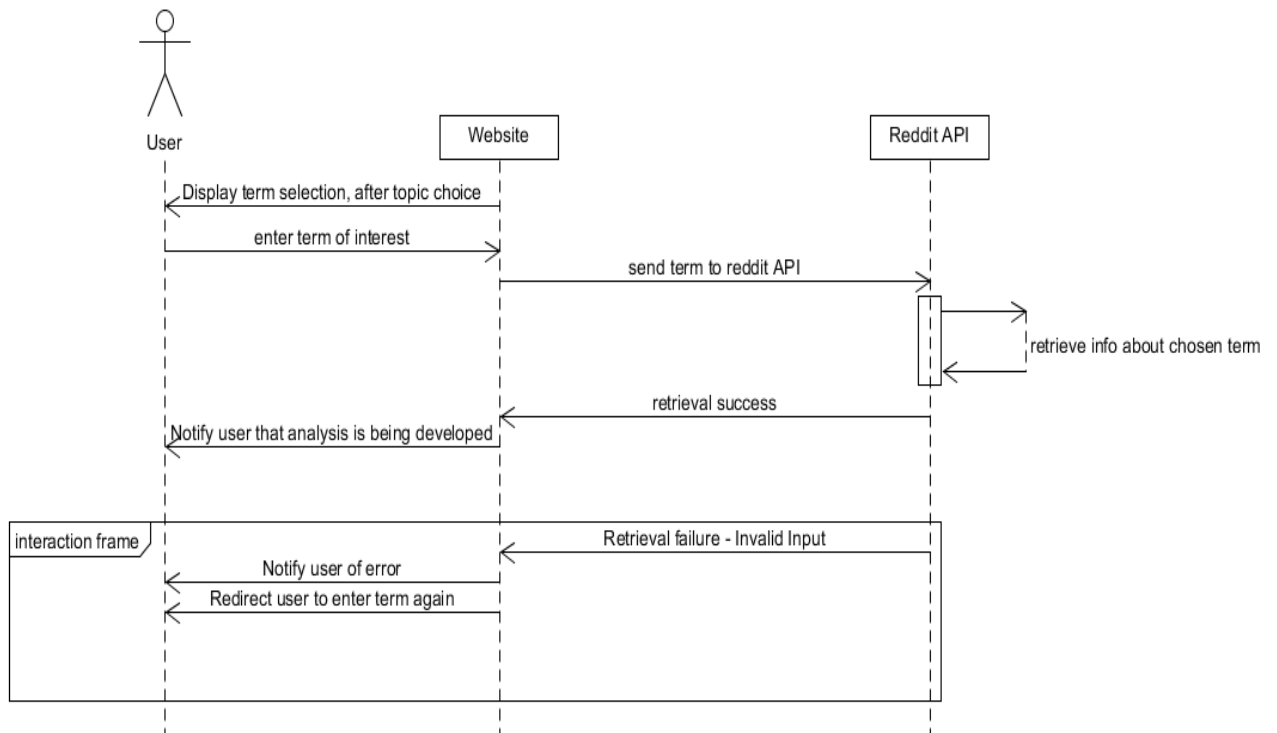 User
Website
Reddit API
Display term selection, after topic choice
enter term of interest
send term to reddit API
retrieve info about chosen term
retrieval success
Notify user that analysis is being developed
interaction frame
Retrieval failure - Invalid Input
Notify user of error
Redirect user to enter term again